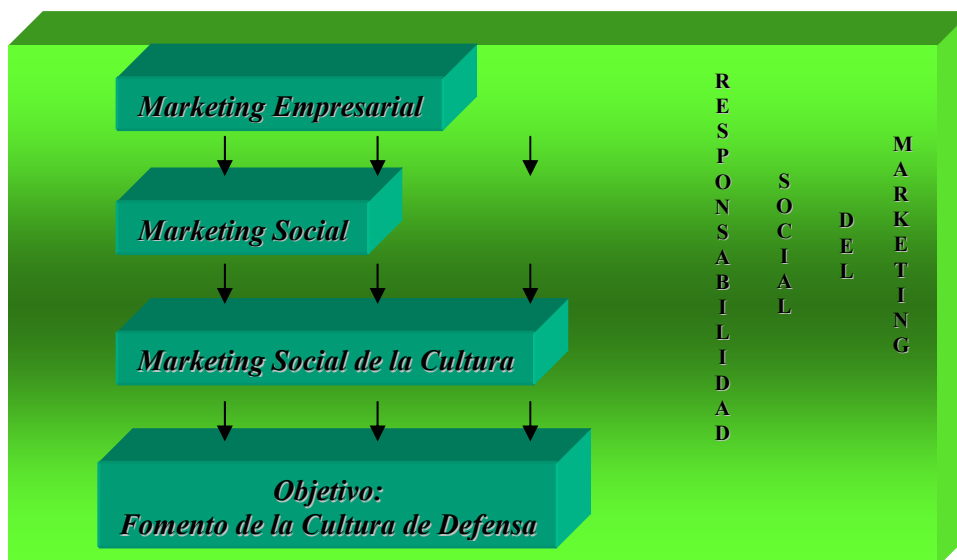 Marketing Empresarial
Marketing Social
Marketing Social de la Cultura
Objetivo:
Fomento de la Cultura de Defensa
RESPONSABILIDAD
SOCIAL
DEL
MARKETING